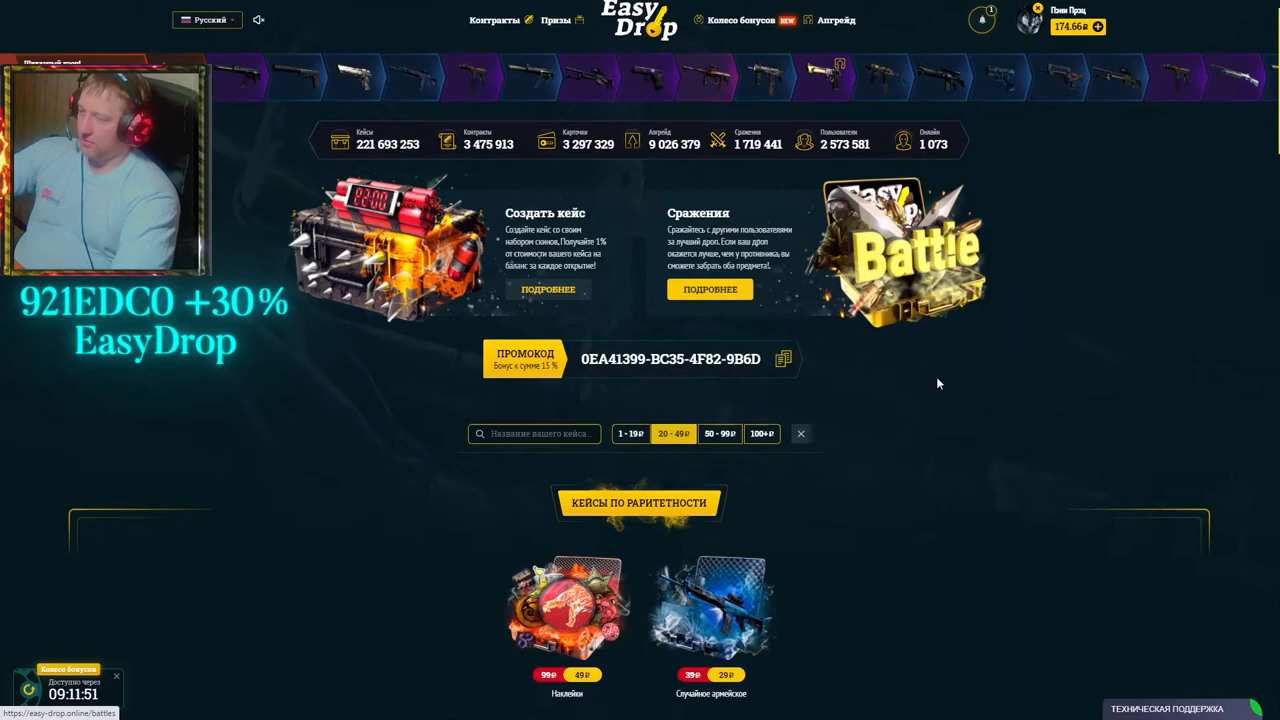 Русский
Контракты
Призы
Easy Drop
Колесо бонусов NEW
Апгрейд
1
Пэни Прэц
174.66₽
Кейсы
221 693 253
Контракты
3 475 913
Карточки
3 297 329
Апгрейд
9 026 379
Сражения
1 719 441
Пользователи
2 573 581
Онлайн
1 073
02:00
Создать кейс
Создайте кейс со своим
набором скинов. Получайте 1%
от стоимости вашего кейса на
баланс за каждое открытие!
ПОДРОБНЕЕ
Сражения
Сражайтесь с другими пользователями
за лучший дроп. Если ваш дроп
окажется лучше, чем у противника, вы
сможете забрать оба предмета!.
ПОДРОБНЕЕ
Easy
Battle
921EDC0 +30%
EasyDrop
ПРОМОКОД
Бонус к сумме 15 %
0EA41399-BC35-4F82-9B6D
Название вашего кейса...
1 - 19₽
20 - 49₽
50 - 99₽
100+₽
КЕЙСЫ ПО РАРИТЕТНОСТИ
99₽ 49₽
Наклейки
39₽ 29₽
Случайное армейское
Колесо бонусов
Доступно через
09:11:51
https://easy-drop.online/battles
ТЕХНИЧЕСКАЯ ПОДДЕРЖКА